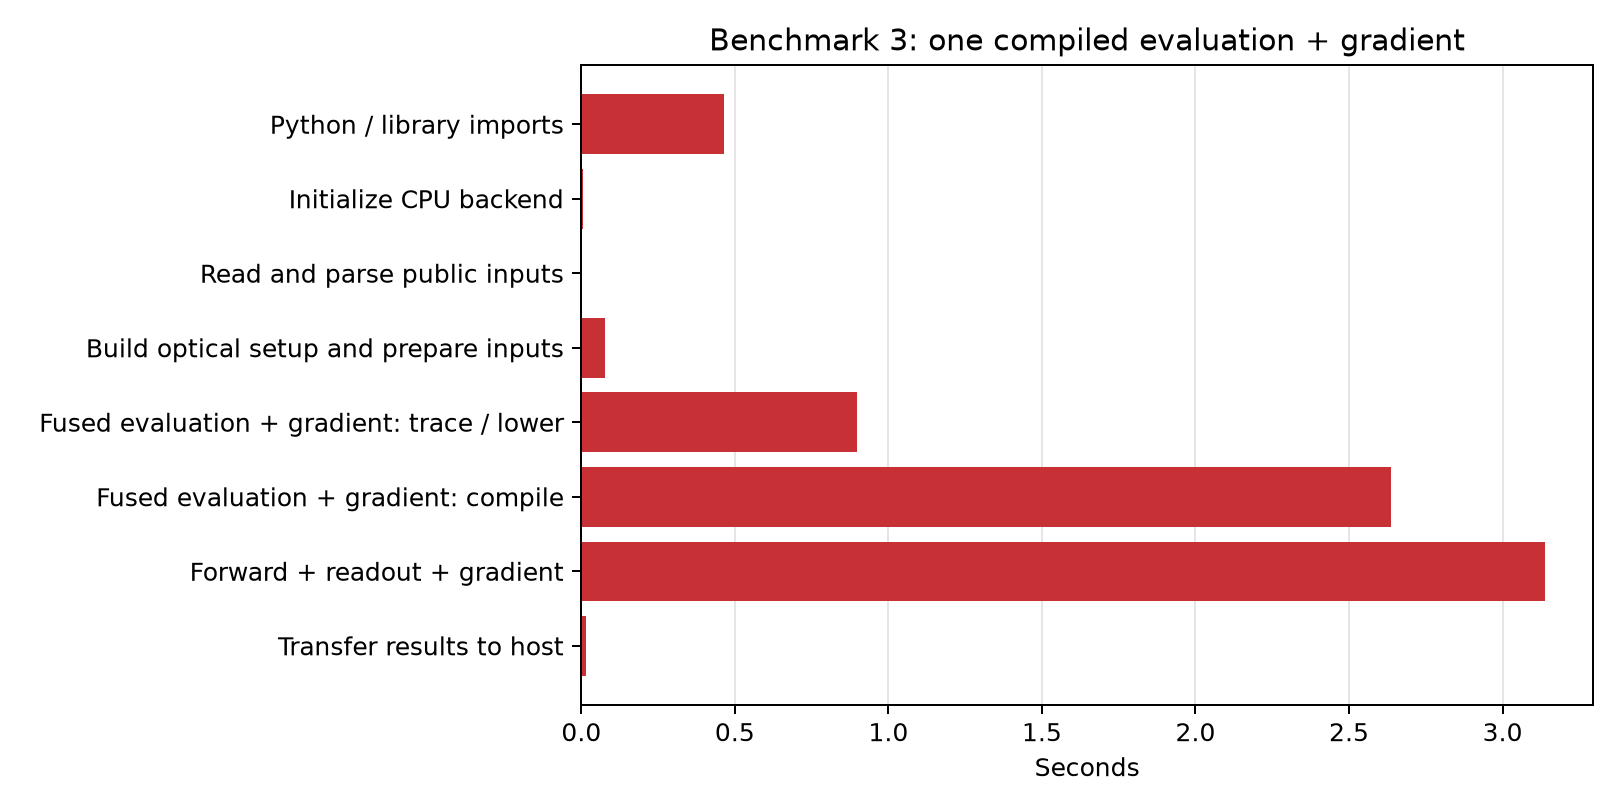 Benchmark 3: one compiled evaluation + gradient
Python / library imports
Initialize CPU backend
Read and parse public inputs
Build optical setup and prepare inputs
Fused evaluation + gradient: trace / lower
Fused evaluation + gradient: compile
Forward + readout + gradient
Transfer results to host
0.0 0.5 1.0 1.5 2.0 2.5 3.0
Seconds